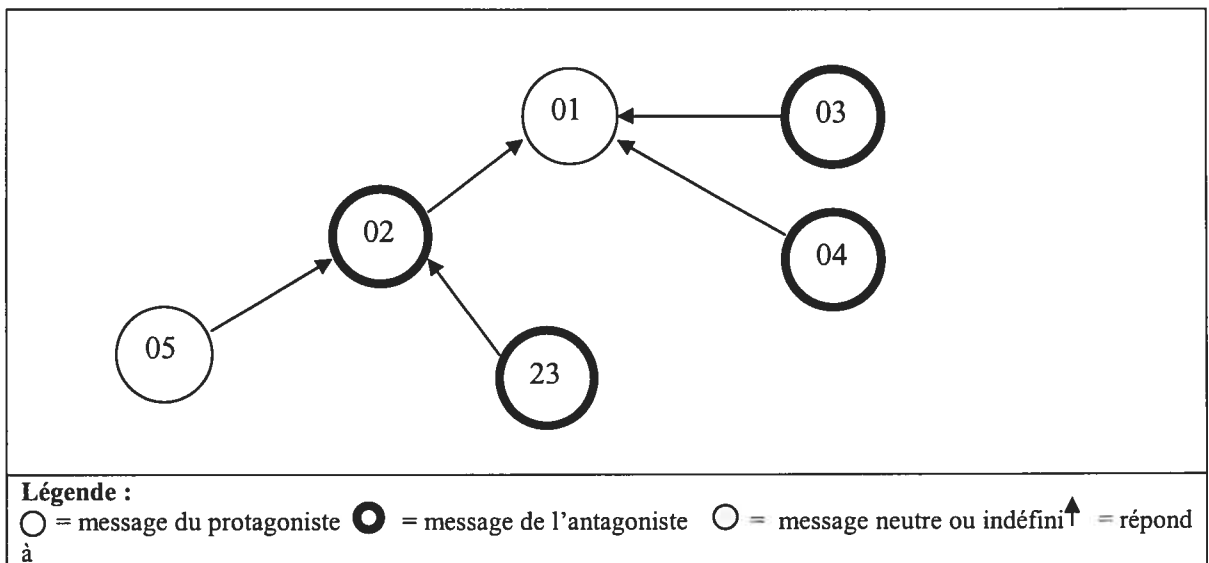 01
03
02
04
05
23
Légende :
= message du protagoniste = message de l'antagoniste = message neutre ou indéfini = répond
à